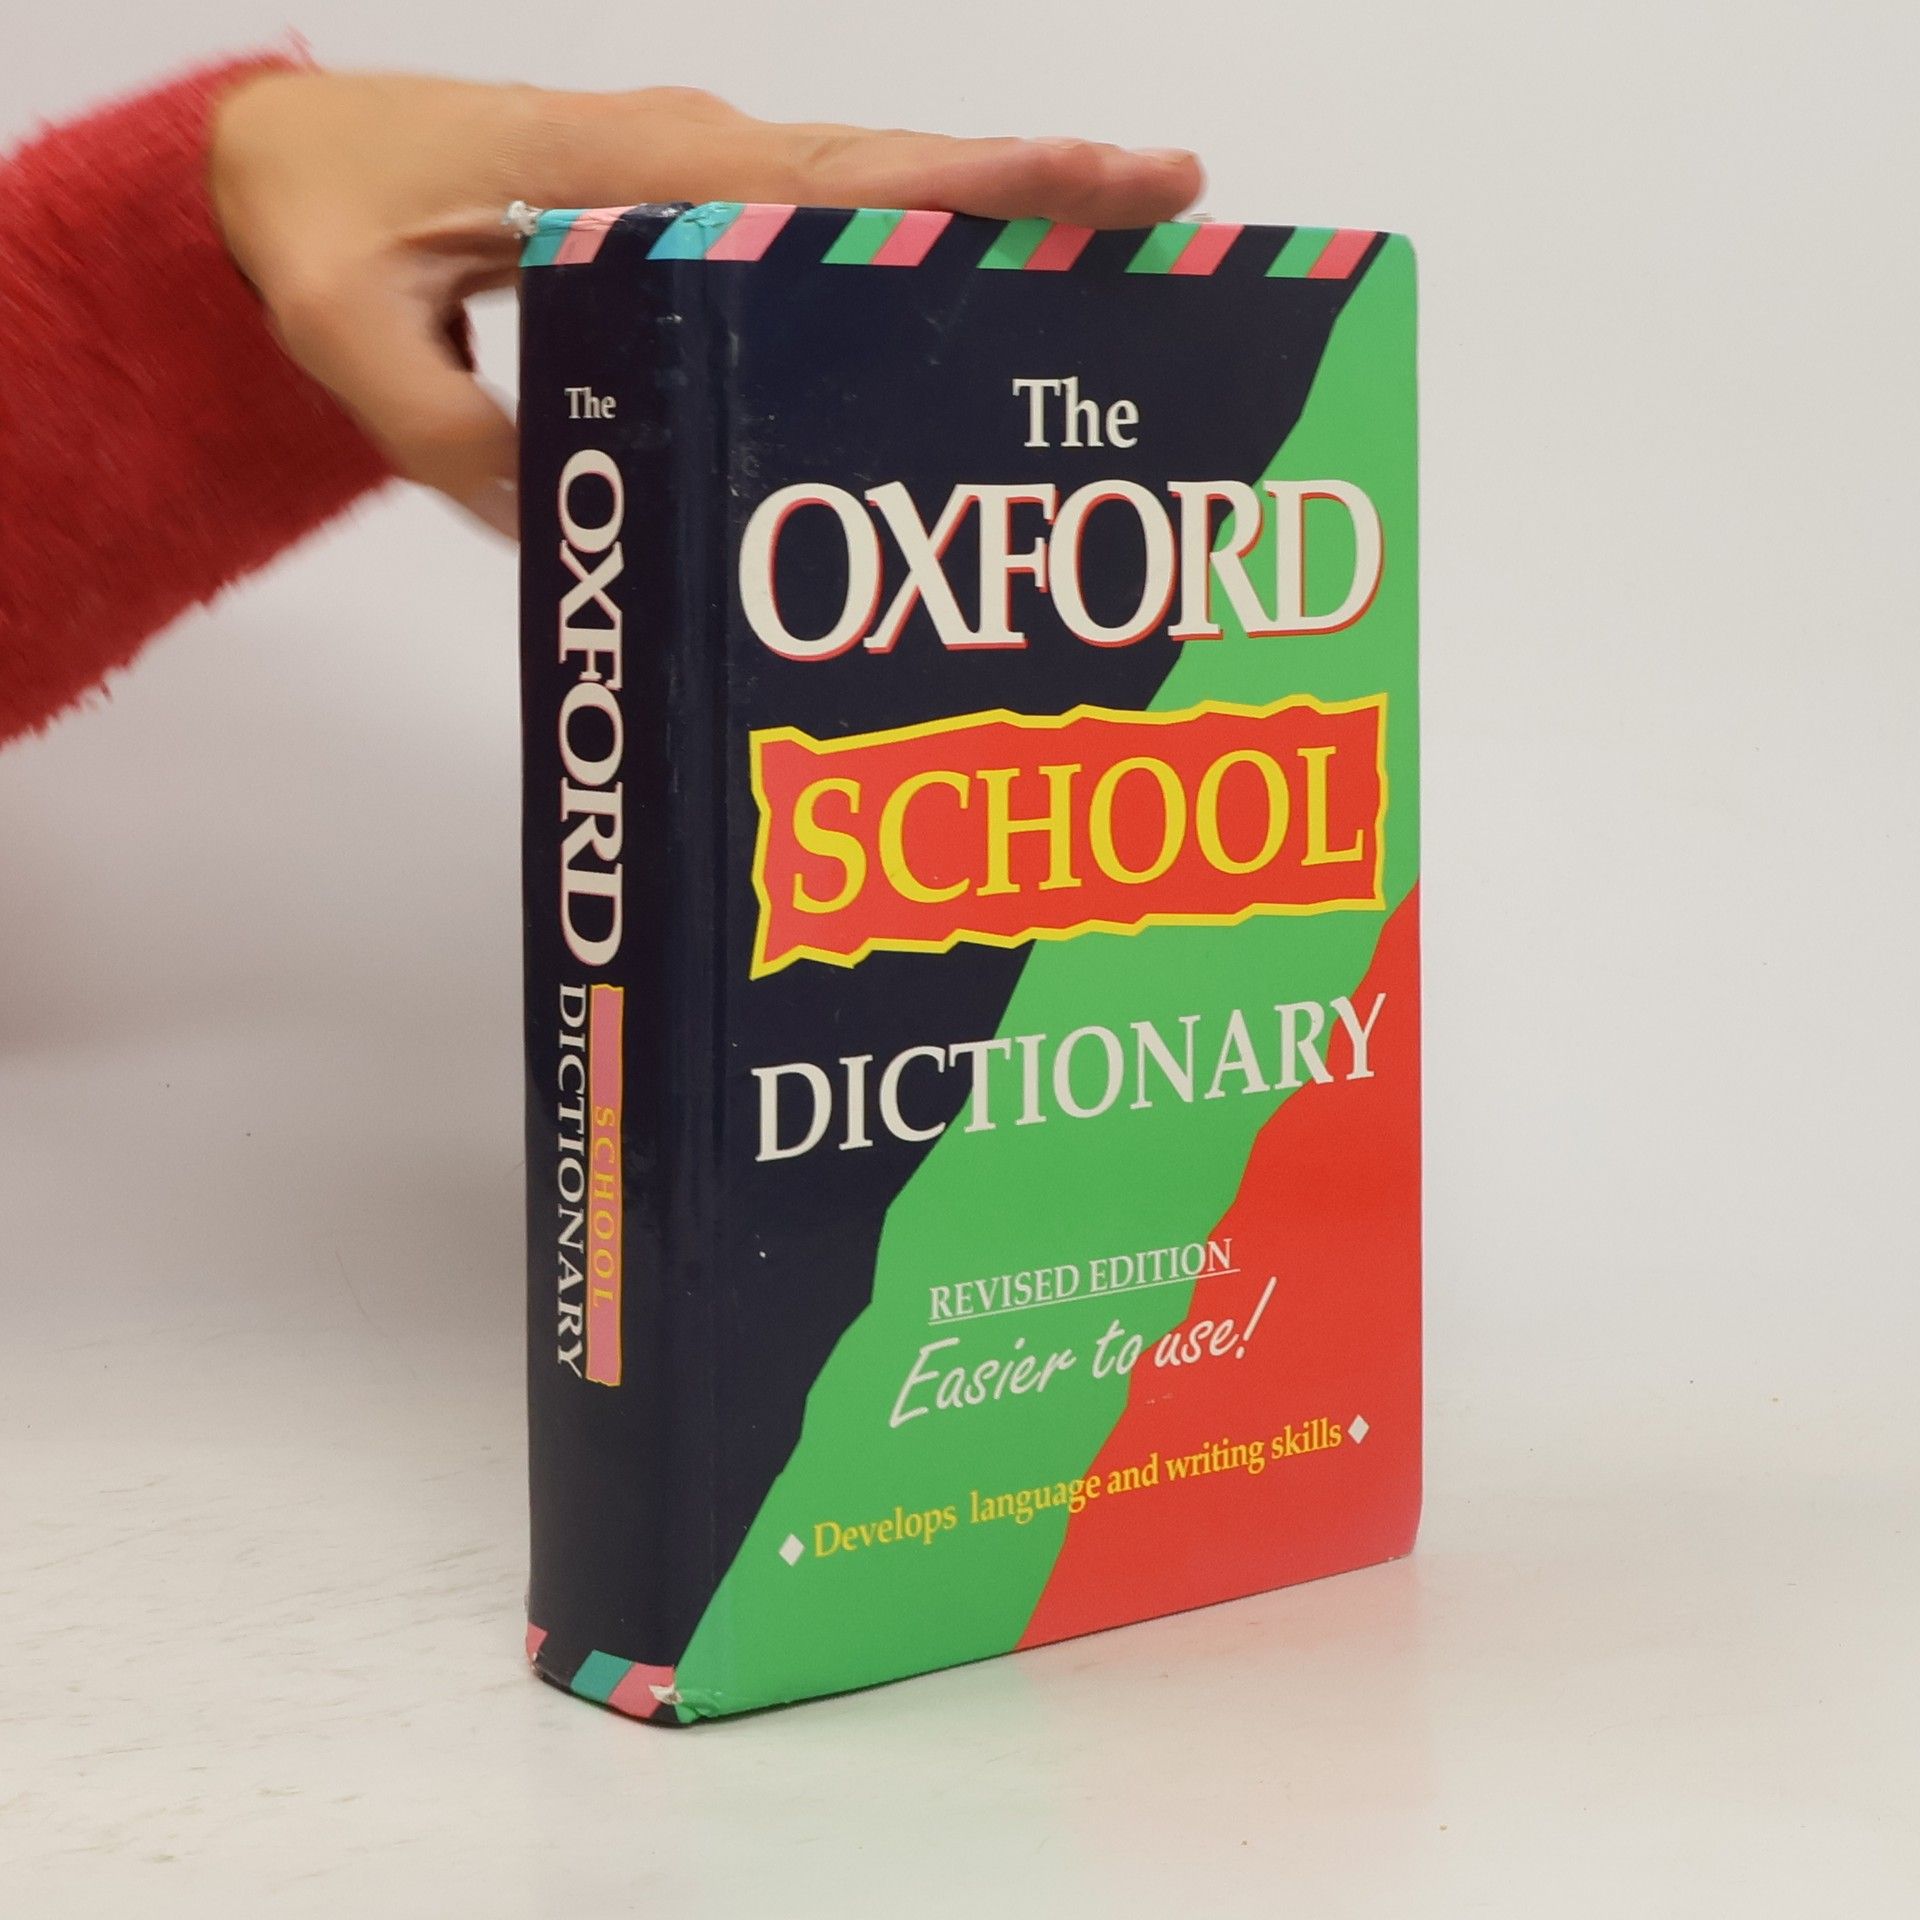 The
OXFORD
SCHOOL
DICTIONARY
The
OXFORD
SCHOOL
DICTIONARY
REVISED EDITION
Easier to use!
Develops language and writing skills